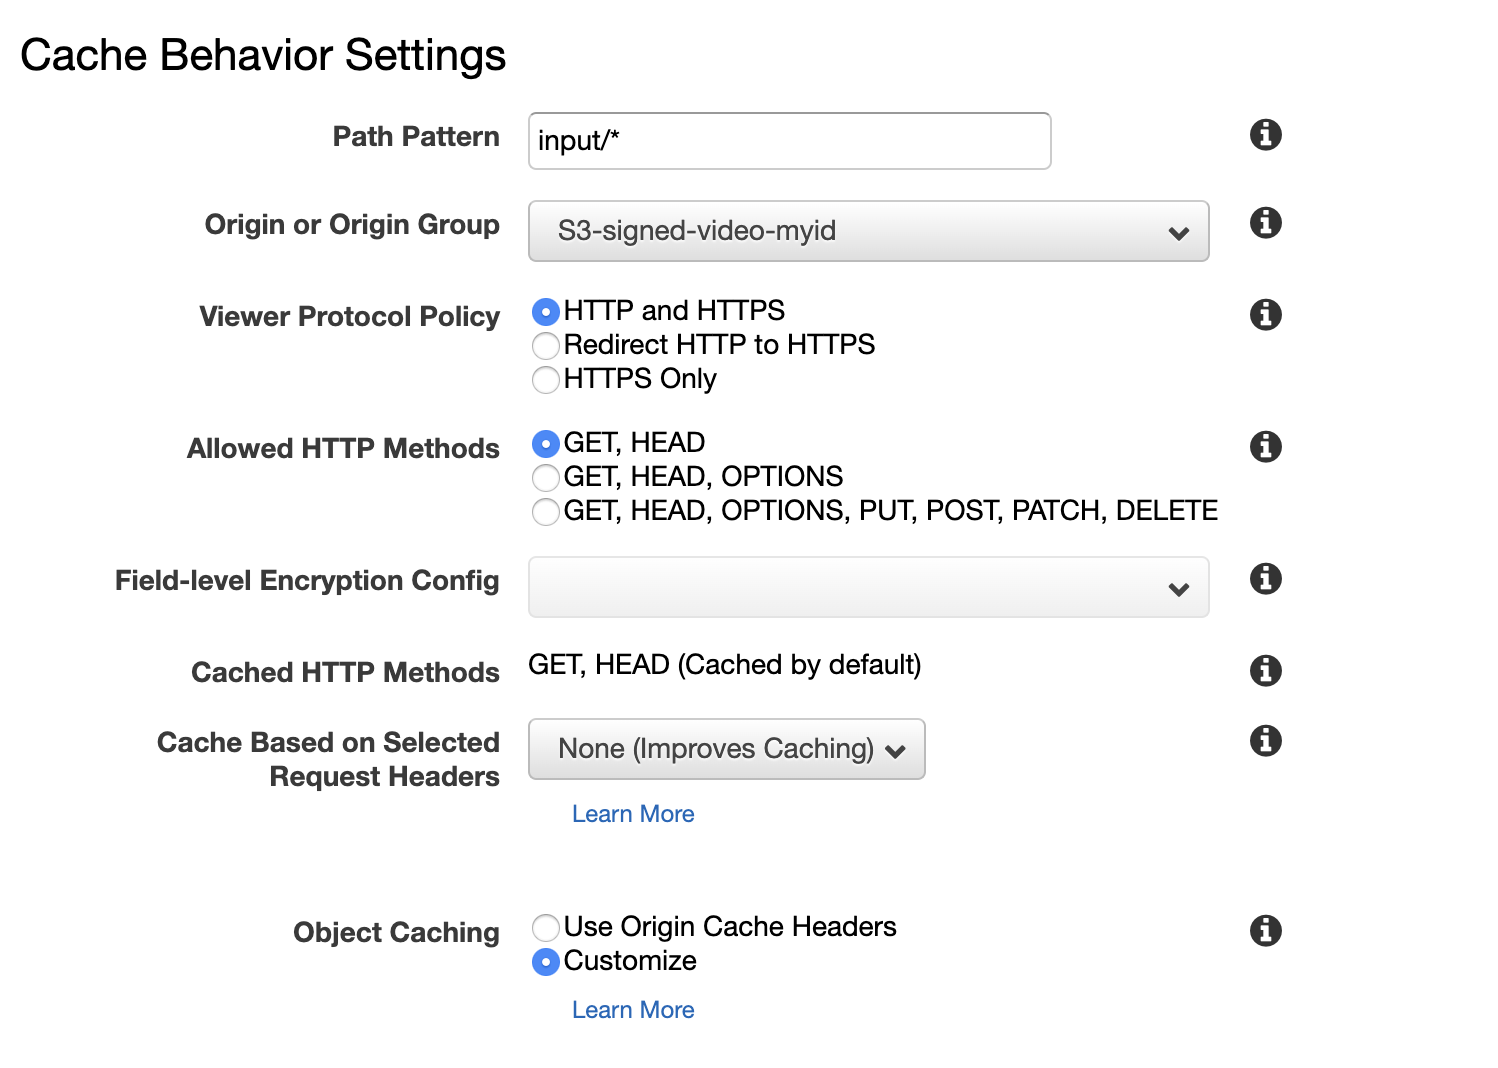 Cache Behavior Settings
Path Pattern
input/*
Origin or Origin Group
S3-signed-video-myid
Viewer Protocol Policy
HTTP and HTTPS
Redirect HTTP to HTTPS
HTTPS Only
Allowed HTTP Methods
GET, HEAD
GET, HEAD, OPTIONS
GET, HEAD, OPTIONS, PUT, POST, PATCH, DELETE
Field-level Encryption Config
Cached HTTP Methods
GET, HEAD (Cached by default)
Cache Based on Selected
Request Headers
None (Improves Caching)
Learn More
Object Caching
Use Origin Cache Headers
Customize
Learn More